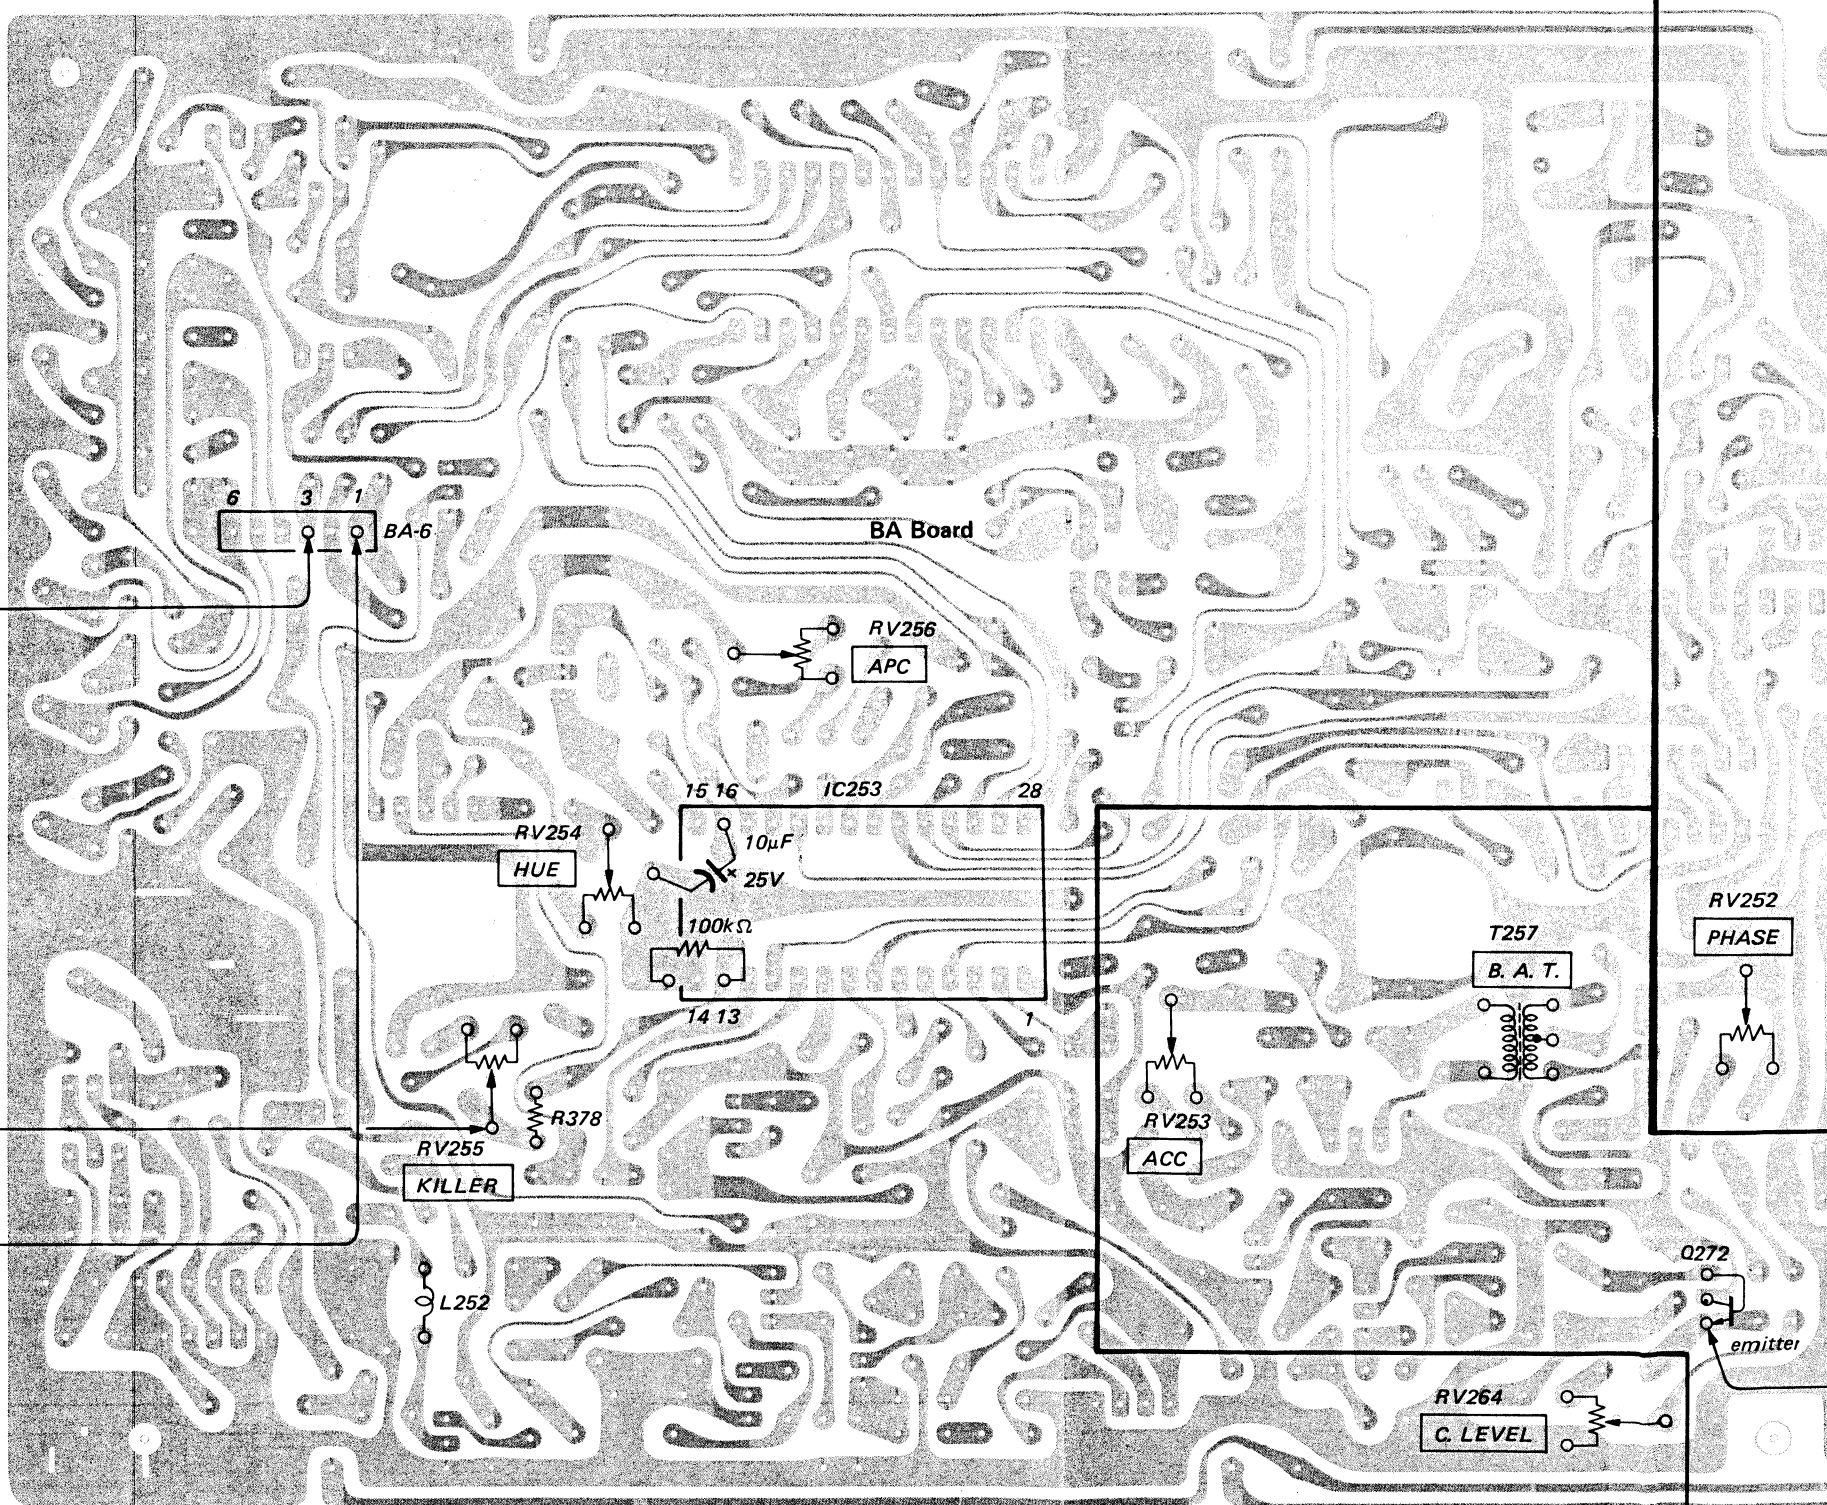 6 3 1
BA-6
BA Board
RV256
APC
15 16 IC253 28
RV254
HUE
10μF
25V
100kΩ
14 13 1
RV252
PHASE
T257
B. A. T.
R378
RV255
KILLER
RV253
ACC
L252
Q272
emitter
RV264
C. LEVEL